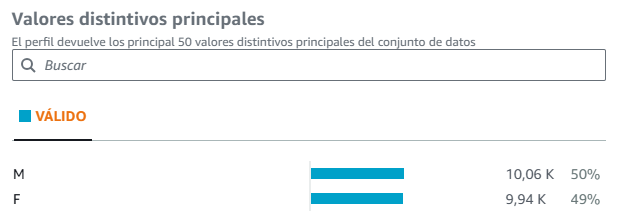 Valores distintivos principales
El perfil devuelve los principal 50 valores distintivos principales del conjunto de datos
Buscar
VÁLIDO
M 10,06 K 50%
F 9,94 K 49%